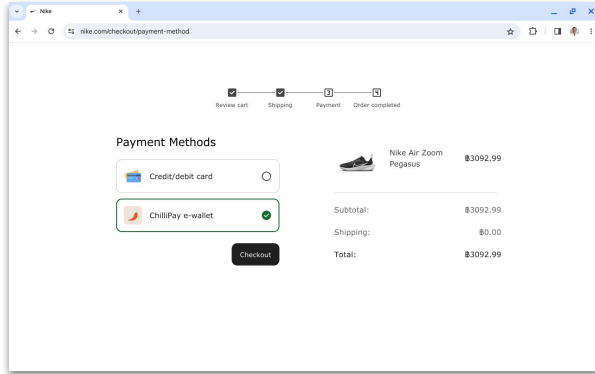 Nike
nike.com/checkout/payment-method
3
4
Review cart
Shipping
Payment
Order completed
Payment Methods
Credit/debit card
ChilliPay e-wallet
Checkout
Nike Air Zoom
Pegasus
฿3092.99
Subtotal:
฿3092.99
Shipping:
฿0.00
Total:
฿3092.99